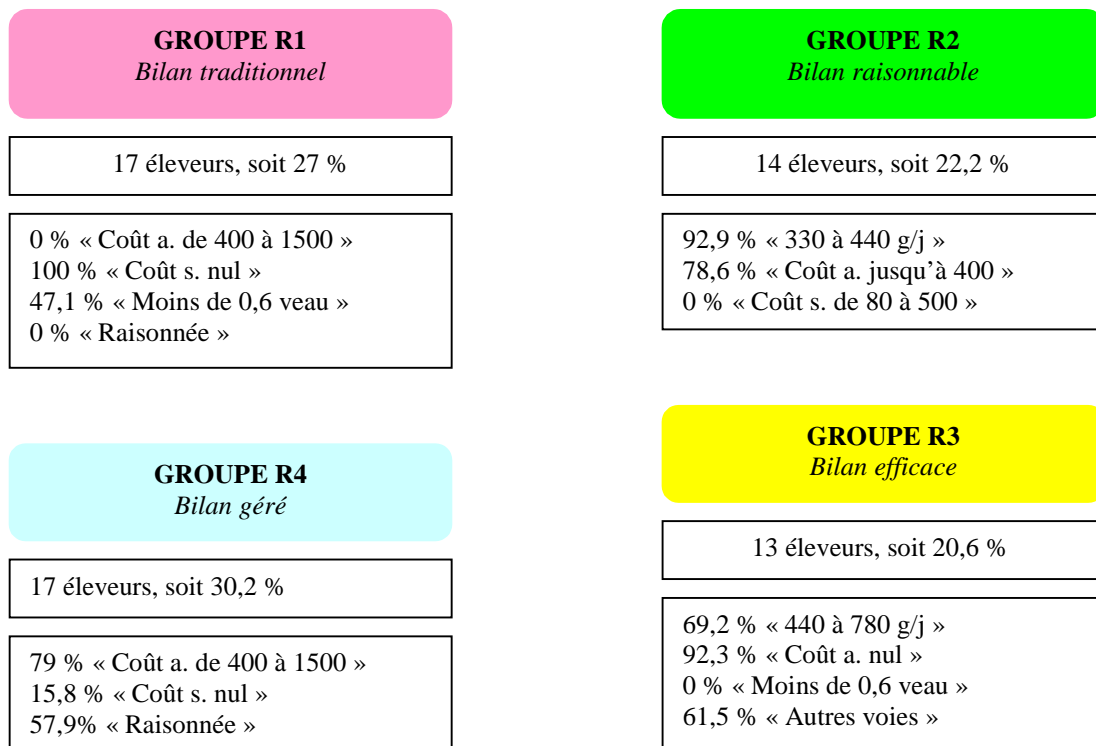 GROUPE R1
Bilan traditionnel
17 éleveurs, soit 27 %
0 % « Coût a. de 400 à 1500 »
100 % « Coût s. nul »
47,1 % « Moins de 0,6 veau »
0 % « Raisonnée »
GROUPE R2
Bilan raisonnable
14 éleveurs, soit 22,2 %
92,9 % « 330 à 440 g/j »
78,6 % « Coût a. jusqu’à 400 »
0 % « Coût s. de 80 à 500 »
GROUPE R4
Bilan géré
17 éleveurs, soit 30,2 %
79 % « Coût a. de 400 à 1500 »
15,8 % « Coût s. nul »
57,9% « Raisonnée »
GROUPE R3
Bilan efficace
13 éleveurs, soit 20,6 %
69,2 % « 440 à 780 g/j »
92,3 % « Coût a. nul »
0 % « Moins de 0,6 veau »
61,5 % « Autres voies »